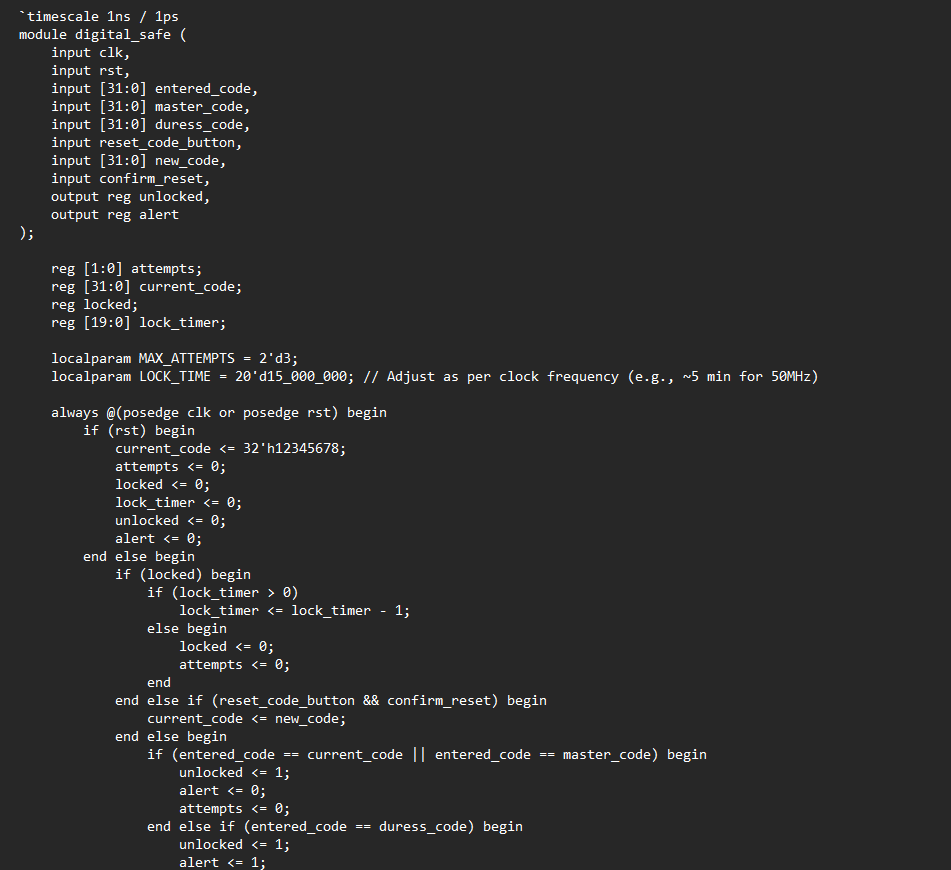 `timescale 1ns / 1ps
module digital_safe (
    input clk,
    input rst,
    input [31:0] entered_code,
    input [31:0] master_code,
    input [31:0] duress_code,
    input reset_code_button,
    input [31:0] new_code,
    input confirm_reset,
    output reg unlocked,
    output reg alert
);

    reg [1:0] attempts;
    reg [31:0] current_code;
    reg locked;
    reg [19:0] lock_timer;

    localparam MAX_ATTEMPTS = 2'd3;
    localparam LOCK_TIME = 20'd15_000_000; // Adjust as per clock frequency (e.g., ~5 min for 50MHz)

    always @(posedge clk or posedge rst) begin
        if (rst) begin
            current_code <= 32'h12345678;
            attempts <= 0;
            locked <= 0;
            lock_timer <= 0;
            unlocked <= 0;
            alert <= 0;
        end else begin
            if (locked) begin
                if (lock_timer > 0)
                    lock_timer <= lock_timer - 1;
                else begin
                    locked <= 0;
                    attempts <= 0;
                end
            end else if (reset_code_button && confirm_reset) begin
                current_code <= new_code;
            end else begin
                if (entered_code == current_code || entered_code == master_code) begin
                    unlocked <= 1;
                    alert <= 0;
                    attempts <= 0;
                end else if (entered_code == duress_code) begin
                    unlocked <= 1;
                    alert <= 1;